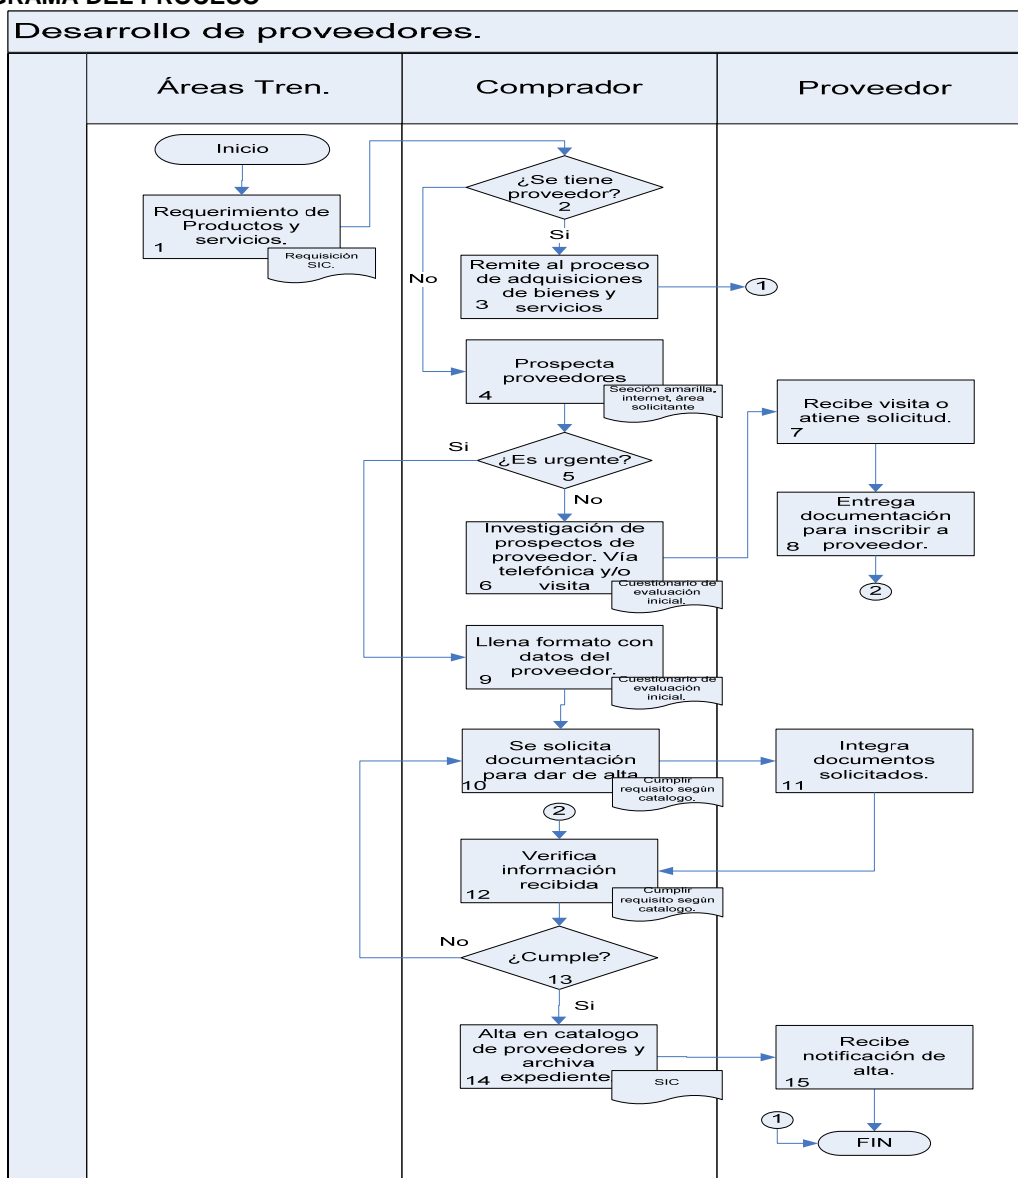 GRAMA DEL PROCESO
Desarrollo de proveedores.
Áreas Tren.
Comprador
Proveedor
Inicio
Requerimiento de
Productos y
servicios.
1
Requisición
SIC.
¿Se tiene
proveedor?
2
Si
No
Remite al proceso
de adquisiciones
de bienes y
servicios
3
1
Prospecta
proveedores
4
Seeción amarilla,
internet, área
solicitante
¿Es urgente?
5
Si
No
Investigación de
prospectos de
proveedor. Vía
telefónica y/o
visita
6
Cuestionario de
evaluación
inicial.
Recibe visita o
atiene solicitud.
7
Entrega
documentación
para inscribir a
proveedor.
8
2
Llena formato con
datos del
proveedor.
9
Cuestionario de
evaluación
inicial.
Se solicita
documentación
para dar de alta
10
Cumplir
requisito según
catalogo.
Integra
documentos
solicitados.
11
2
Verifica
información
recibida
12
Cumplir
requisito según
catalogo.
¿Cumple?
13
No
Si
Alta en catalogo
de proveedores y
archiva
expediente
14
SIC
Recibe
notificación de
alta.
15
1
FIN